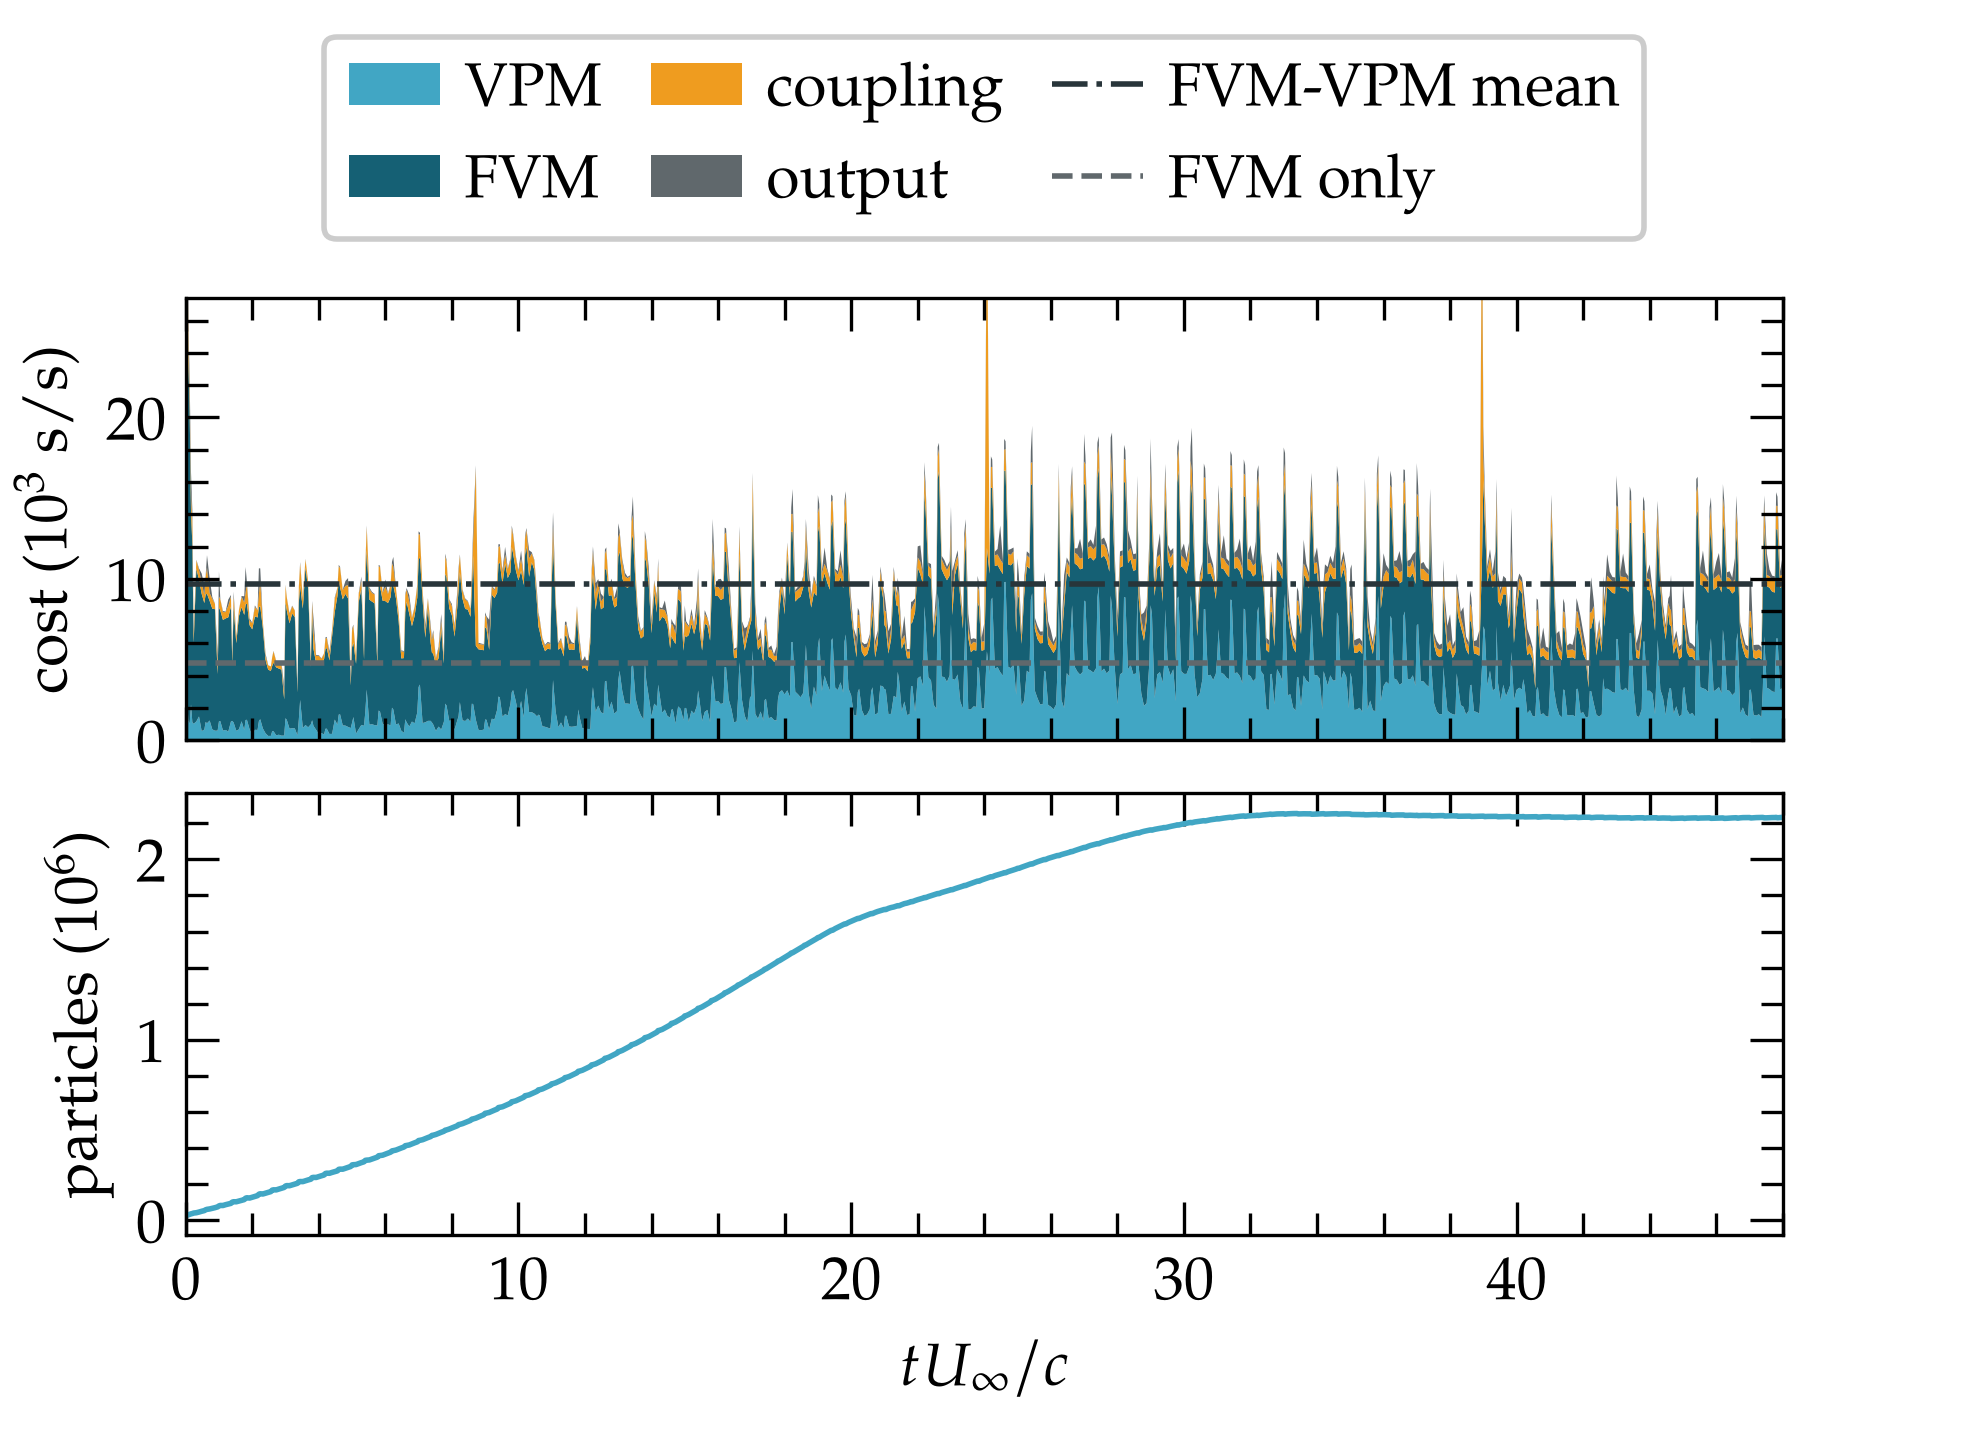 VPM coupling FVM-VPM mean
FVM output FVM only
cost (10³ s/s)
20
10
0
particles (10⁶)
2
1
0
0 10 20 30 40
tU∞/c